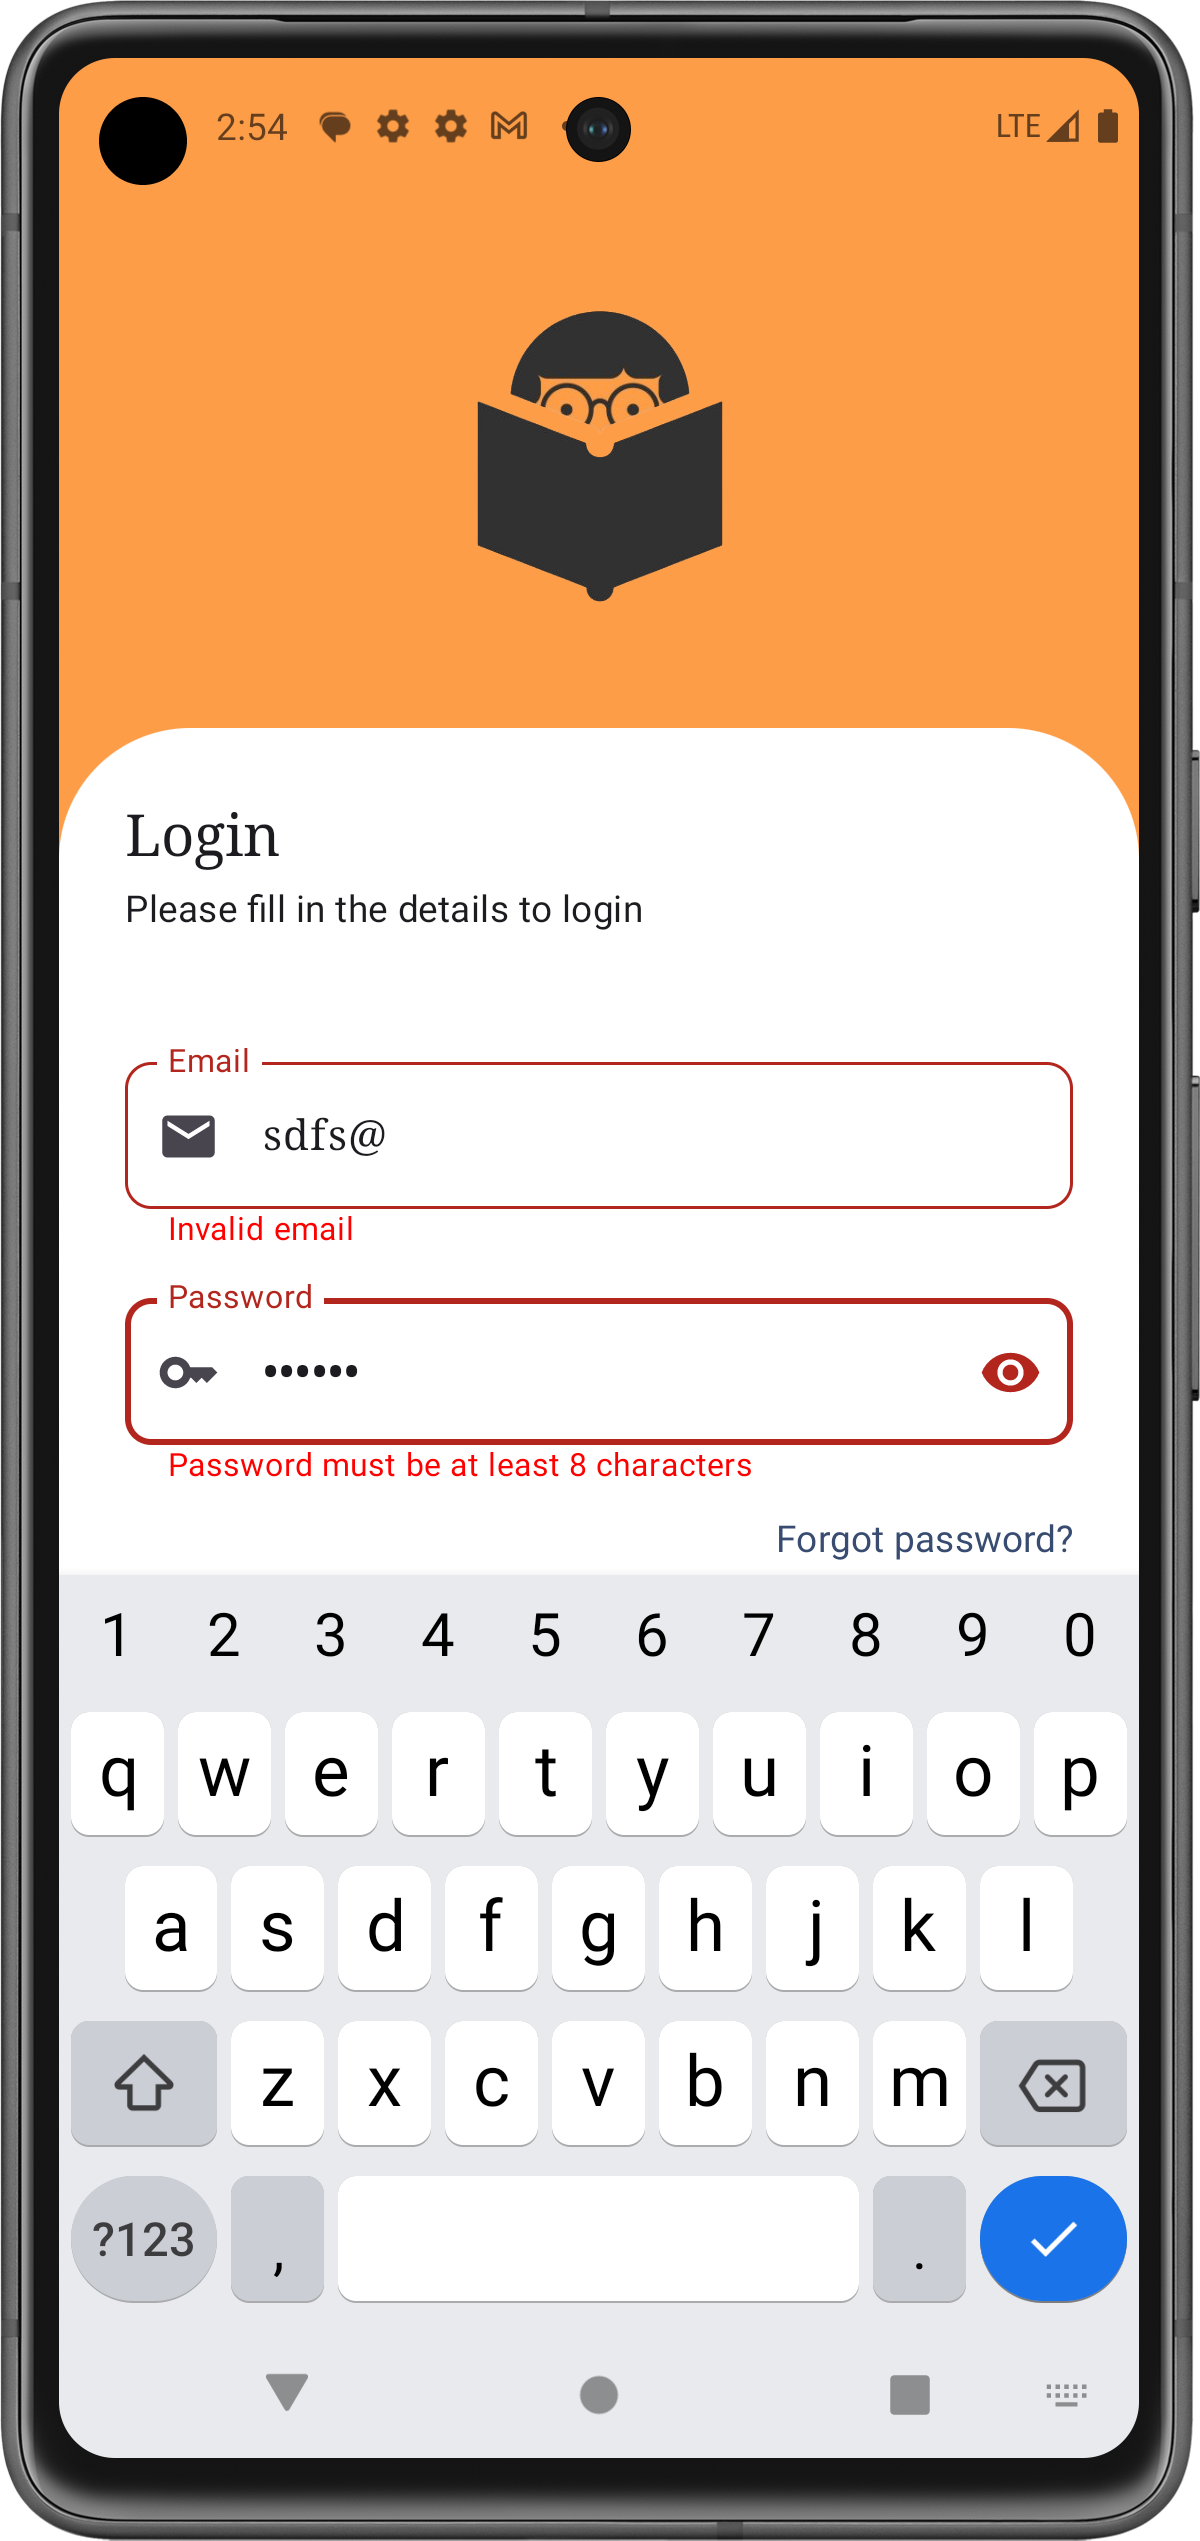 2:54
LTE
Login
Please fill in the details to login
Email
sdfs@
Invalid email
Password
••••••
Password must be at least 8 characters
Forgot password?
1 2 3 4 5 6 7 8 9 0
q w e r t y u i o p
a s d f g h j k l
z x c v b n m
?123 , .